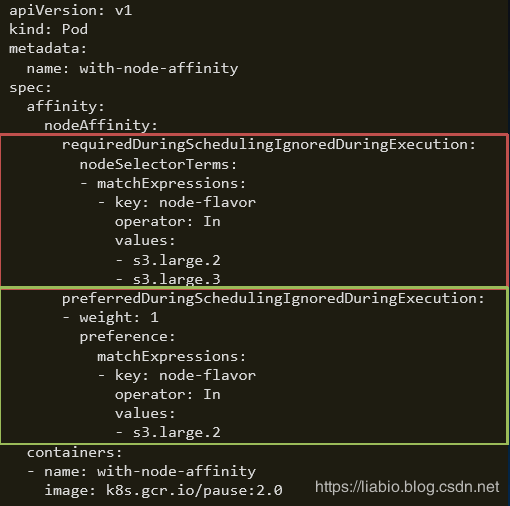 apiVersion: v1
kind: Pod
metadata:
  name: with-node-affinity
spec:
  affinity:
    nodeAffinity:
      requiredDuringSchedulingIgnoredDuringExecution:
        nodeSelectorTerms:
        - matchExpressions:
          - key: node-flavor
            operator: In
            values:
            - s3.large.2
            - s3.large.3
      preferredDuringSchedulingIgnoredDuringExecution:
      - weight: 1
        preference:
          matchExpressions:
          - key: node-flavor
            operator: In
            values:
            - s3.large.2
  containers:
  - name: with-node-affinity
    image: k8s.gcr.io/pause:2.0
https://liabio.blog.csdn.net